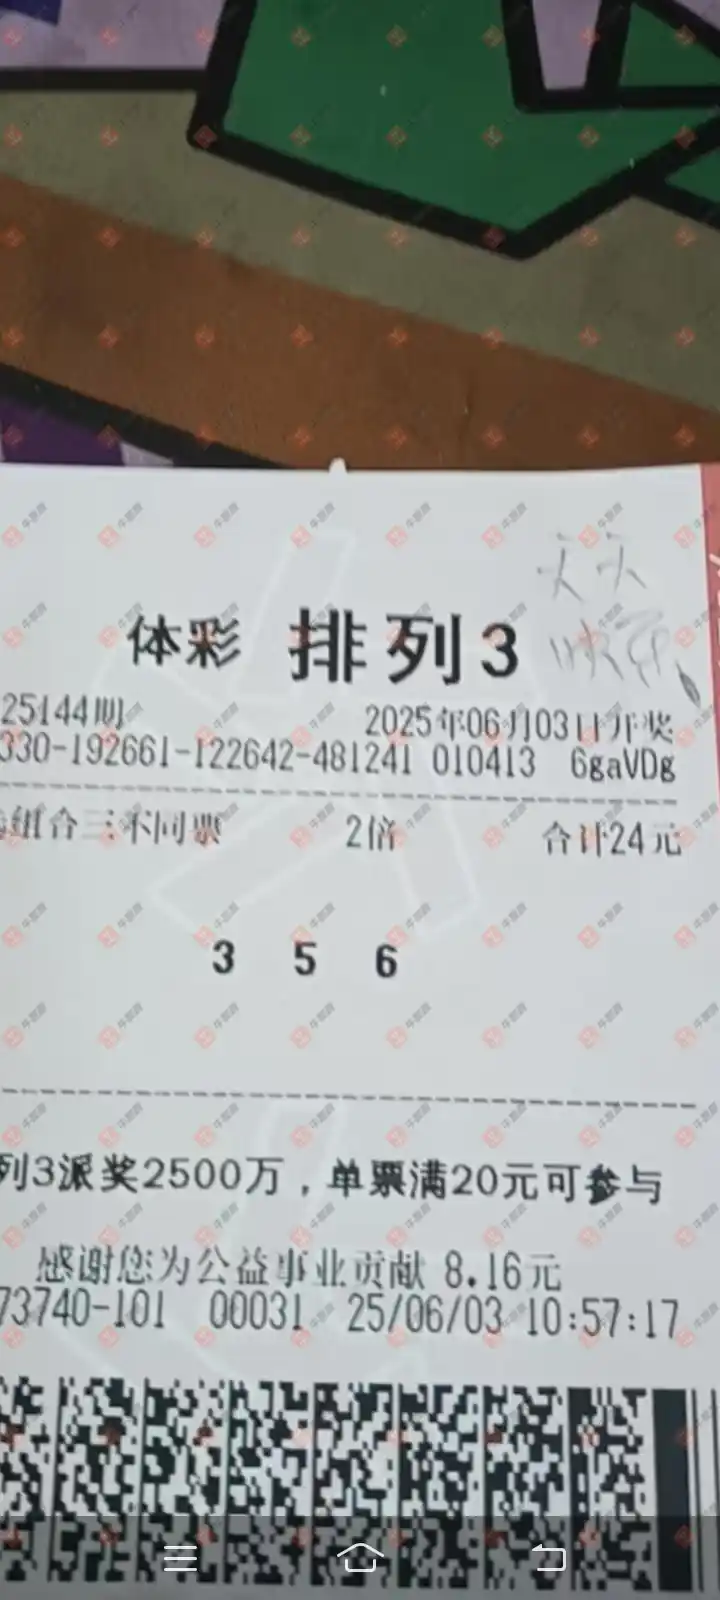 天天
体彩 排列3
25144期 2025年06月03日开奖
330-192661-122642-481241 010413 6gaVDg
组合三不同票 2倍 合计24元
3 5 6
列3派奖2500万，单票满20元可参与
感谢您为公益事业贡献 8.16元
73740-101 00031 25/06/03 10:57:17